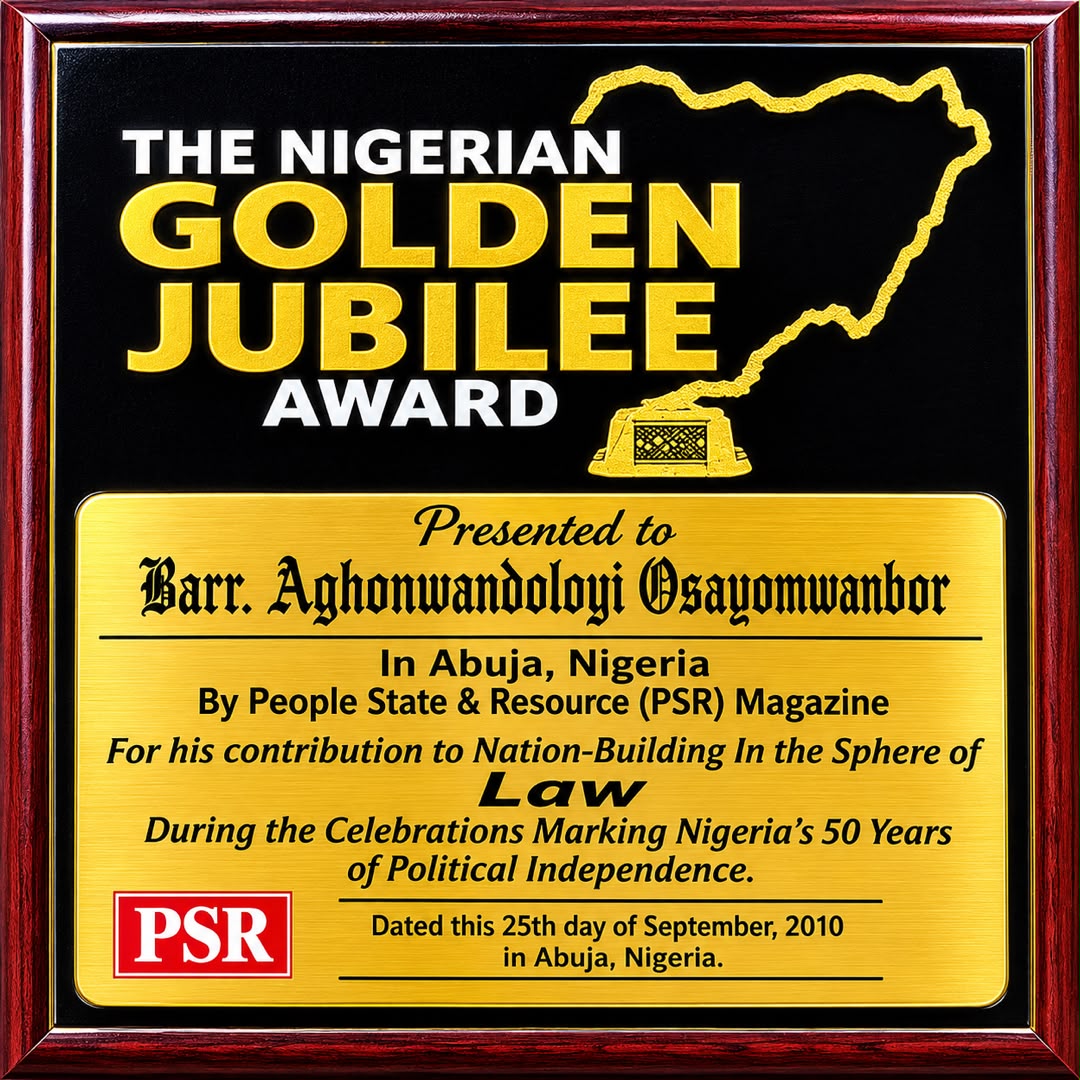 THE NIGERIAN
GOLDEN
JUBILEE
AWARD
Presented to
Barr. Aghonwandoloyi Osayomwanbor
In Abuja, Nigeria
By People State & Resource (PSR) Magazine
For his contribution to Nation-Building In the Sphere of
Law
During the Celebrations Marking Nigeria's 50 Years
of Political Independence.
PSR
Dated this 25th day of September, 2010
in Abuja, Nigeria.